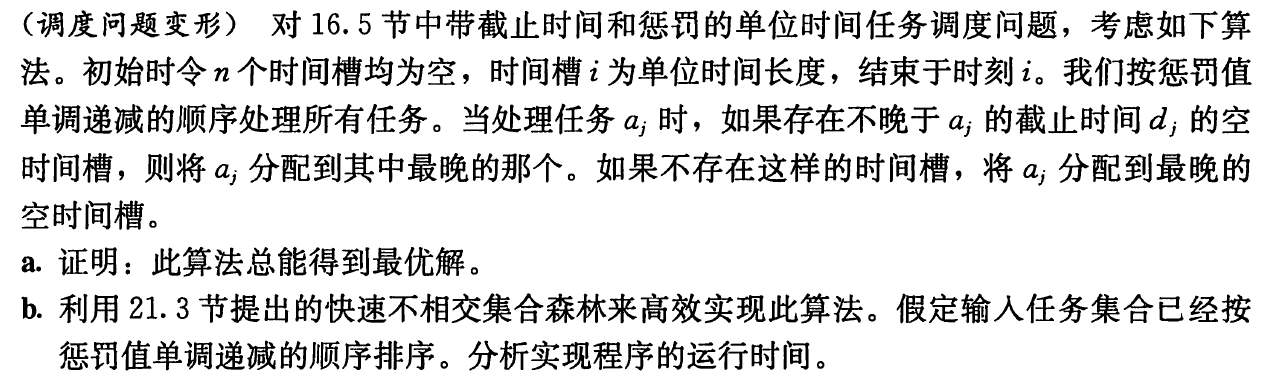 (调度问题变形) 对 16.5 节中带截止时间和惩罚的单位时间任务调度问题，考虑如下算
法。初始时令 n 个时间槽均为空，时间槽 i 为单位时间长度，结束于时刻 i。我们按惩罚值
单调递减的顺序处理所有任务。当处理任务 aj 时，如果存在不晚于 aj 的截止时间 dj 的空
时间槽，则将 aj 分配到其中最晚的那个。如果不存在这样的时间槽，将 aj 分配到最晚的
空时间槽。
a. 证明：此算法总能得到最优解。
b. 利用 21.3 节提出的快速不相交集合森林来高效实现此算法。假定输入任务集合已经按
惩罚值单调递减的顺序排序。分析实现程序的运行时间。